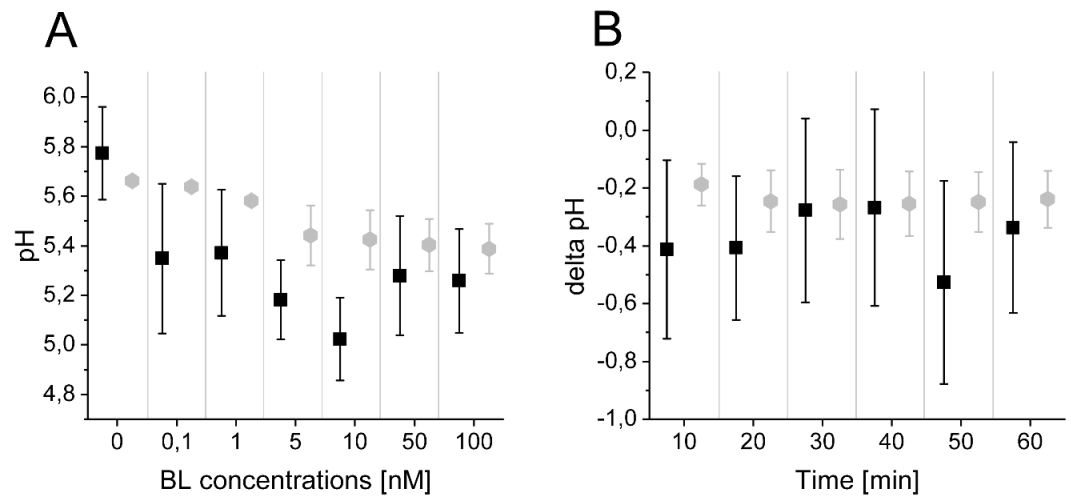 A
pH
6,0
5,8
5,6
5,4
5,2
5,0
4,8
0 0,1 1 5 10 50 100
BL concentrations [nM]
B
delta pH
0,2
0,0
-0,2
-0,4
-0,6
-0,8
-1,0
10 20 30 40 50 60
Time [min]